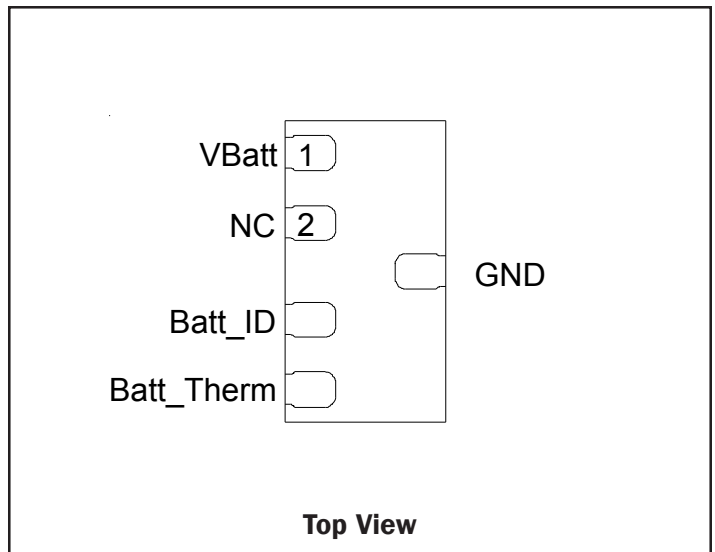 VBatt 1
NC 2
GND
Batt_ID
Batt_Therm
Top View